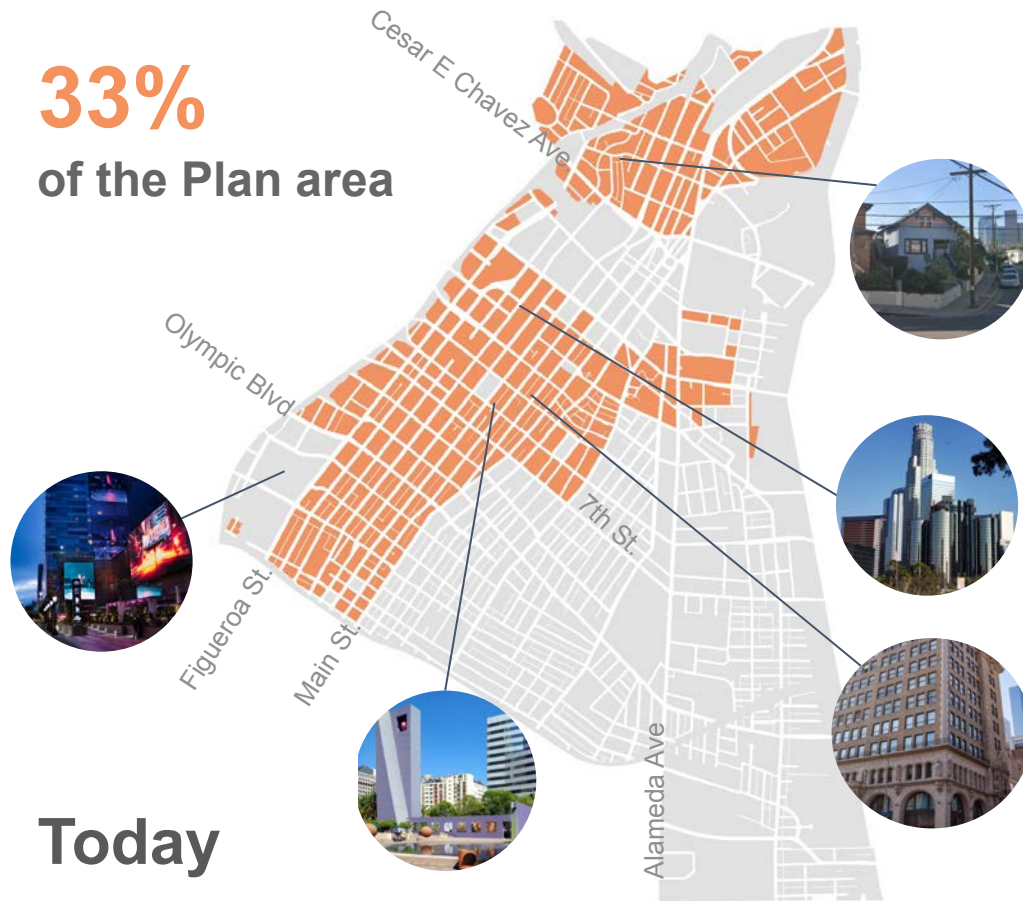 33%
of the Plan area
Cesar E Chavez Ave.
Olympic Blvd.
7th St.
Figueroa St.
Main St.
Alameda Ave
Today